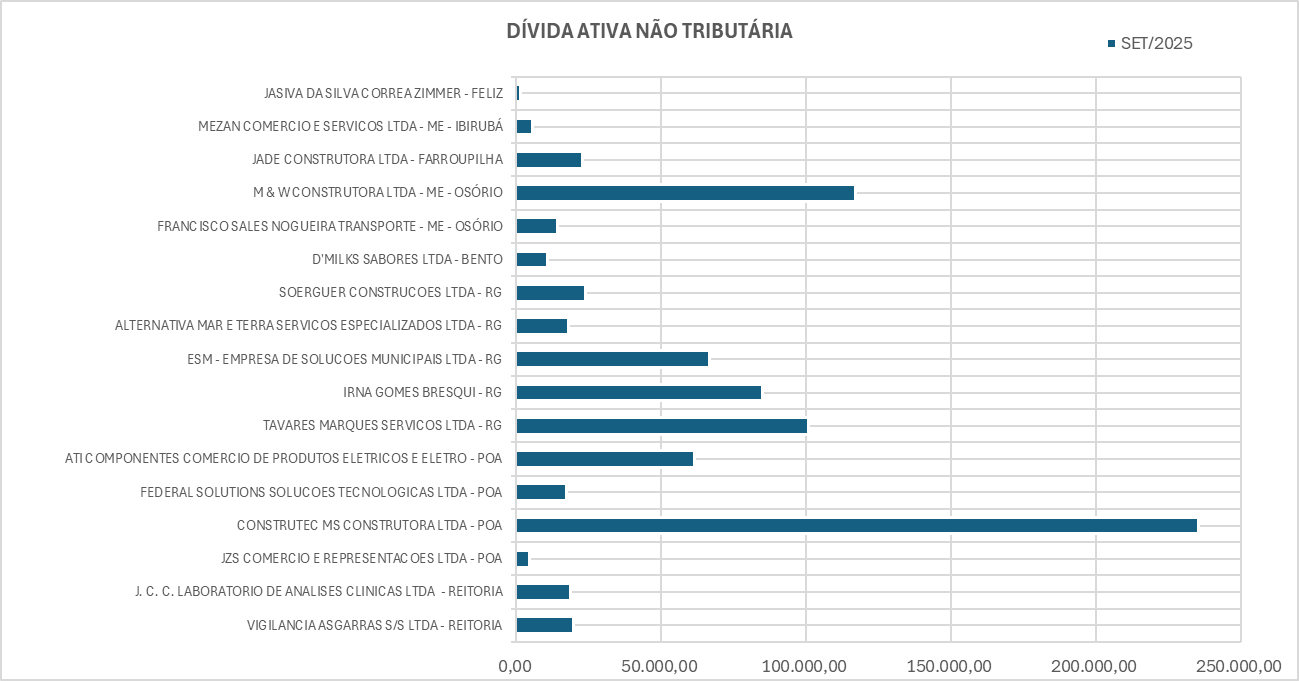 DÍVIDA ATIVA NÃO TRIBUTÁRIA
SET/2025
JASIVA DA SILVA CORREA ZIMMER - FELIZ
MEZAN COMERCIO E SERVICOS LTDA - ME - IBIRUBÁ
JADE CONSTRUTORA LTDA - FARROUPILHA
M & W CONSTRUTORA LTDA - ME - OSÓRIO
FRANCISCO SALES NOGUEIRA TRANSPORTE - ME - OSÓRIO
D'MILKS SABORES LTDA - BENTO
SOERGUER CONSTRUCOES LTDA - RG
ALTERNATIVA MAR E TERRA SERVICOS ESPECIALIZADOS LTDA - RG
ESM - EMPRESA DE SOLUCOES MUNICIPAIS LTDA - RG
IRNA GOMES BRESQUI - RG
TAVARES MARQUES SERVICOS LTDA - RG
ATI COMPONENTES COMERCIO DE PRODUTOS ELETRICOS E ELETRO - POA
FEDERAL SOLUTIONS SOLUCOES TECNOLOGICAS LTDA - POA
CONSTRUTEC MS CONSTRUTORA LTDA - POA
JZS COMERCIO E REPRESENTACOES LTDA - POA
J. C. C. LABORATORIO DE ANALISES CLINICAS LTDA - REITORIA
VIGILANCIA ASGARRAS S/S LTDA - REITORIA
0,00 50.000,00 100.000,00 150.000,00 200.000,00 250.000,00